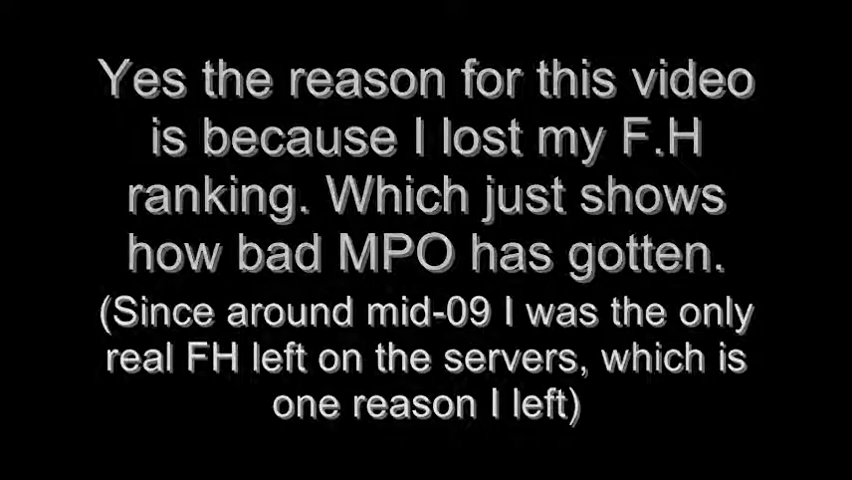 Yes the reason for this video
is because I lost my F.H
ranking. Which just shows
how bad MPO has gotten.
(Since around mid-09 I was the only
real FH left on the servers, which is
one reason I left)